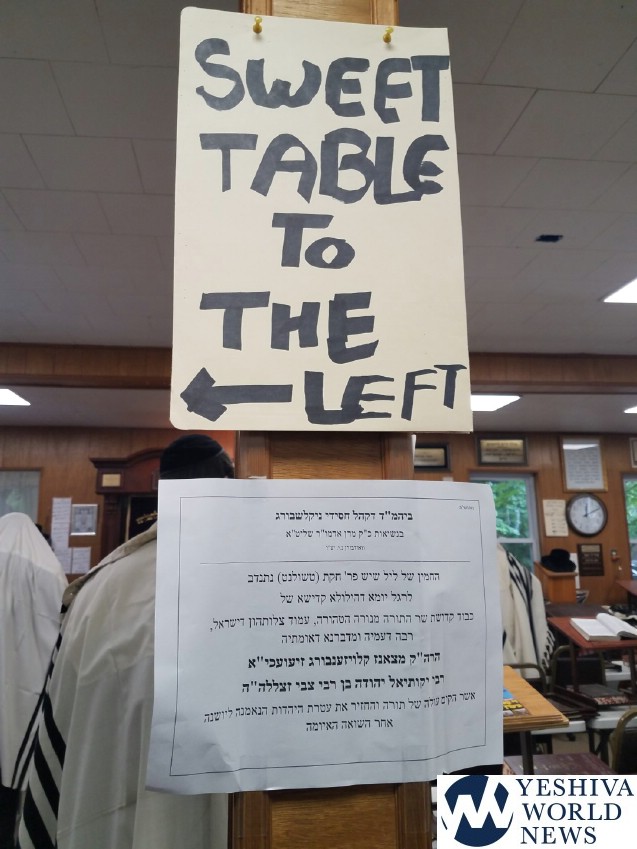 SWEET
TABLE
TO
THE
LEFT
ביהמ"ד דקהל חסידי ניקלשבורג
בנשיאות כ"ק מרן אדמו"ר שליט"א
החמין של ליל שיש פר' חקת (טשולנט) נתנדב
לרגל יומא דהילולא קדישא של
כבוד קדושת שר התורה מנורה הטהורה, עמוד צלותהון דישראל,
רבה דעמיה ומדברנא דאומתיה
הרה"ק מצאנז קלויזענבורג זיעועכי"א
רבי יקותיאל יהודה בן רבי צבי זצללה"ה
אשר הקים עולה של תורה והחזיר את עטרת היהדות הנאמנה ליושנה
אחר השואה האיומה
YESHIVA
WORLD
NEWS